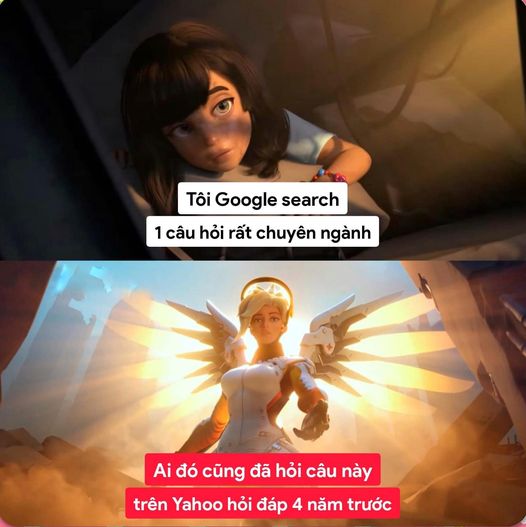 Tôi Google search
1 câu hỏi rất chuyên ngành
Ai đó cũng đã hỏi câu này
trên Yahoo hỏi đáp 4 năm trước